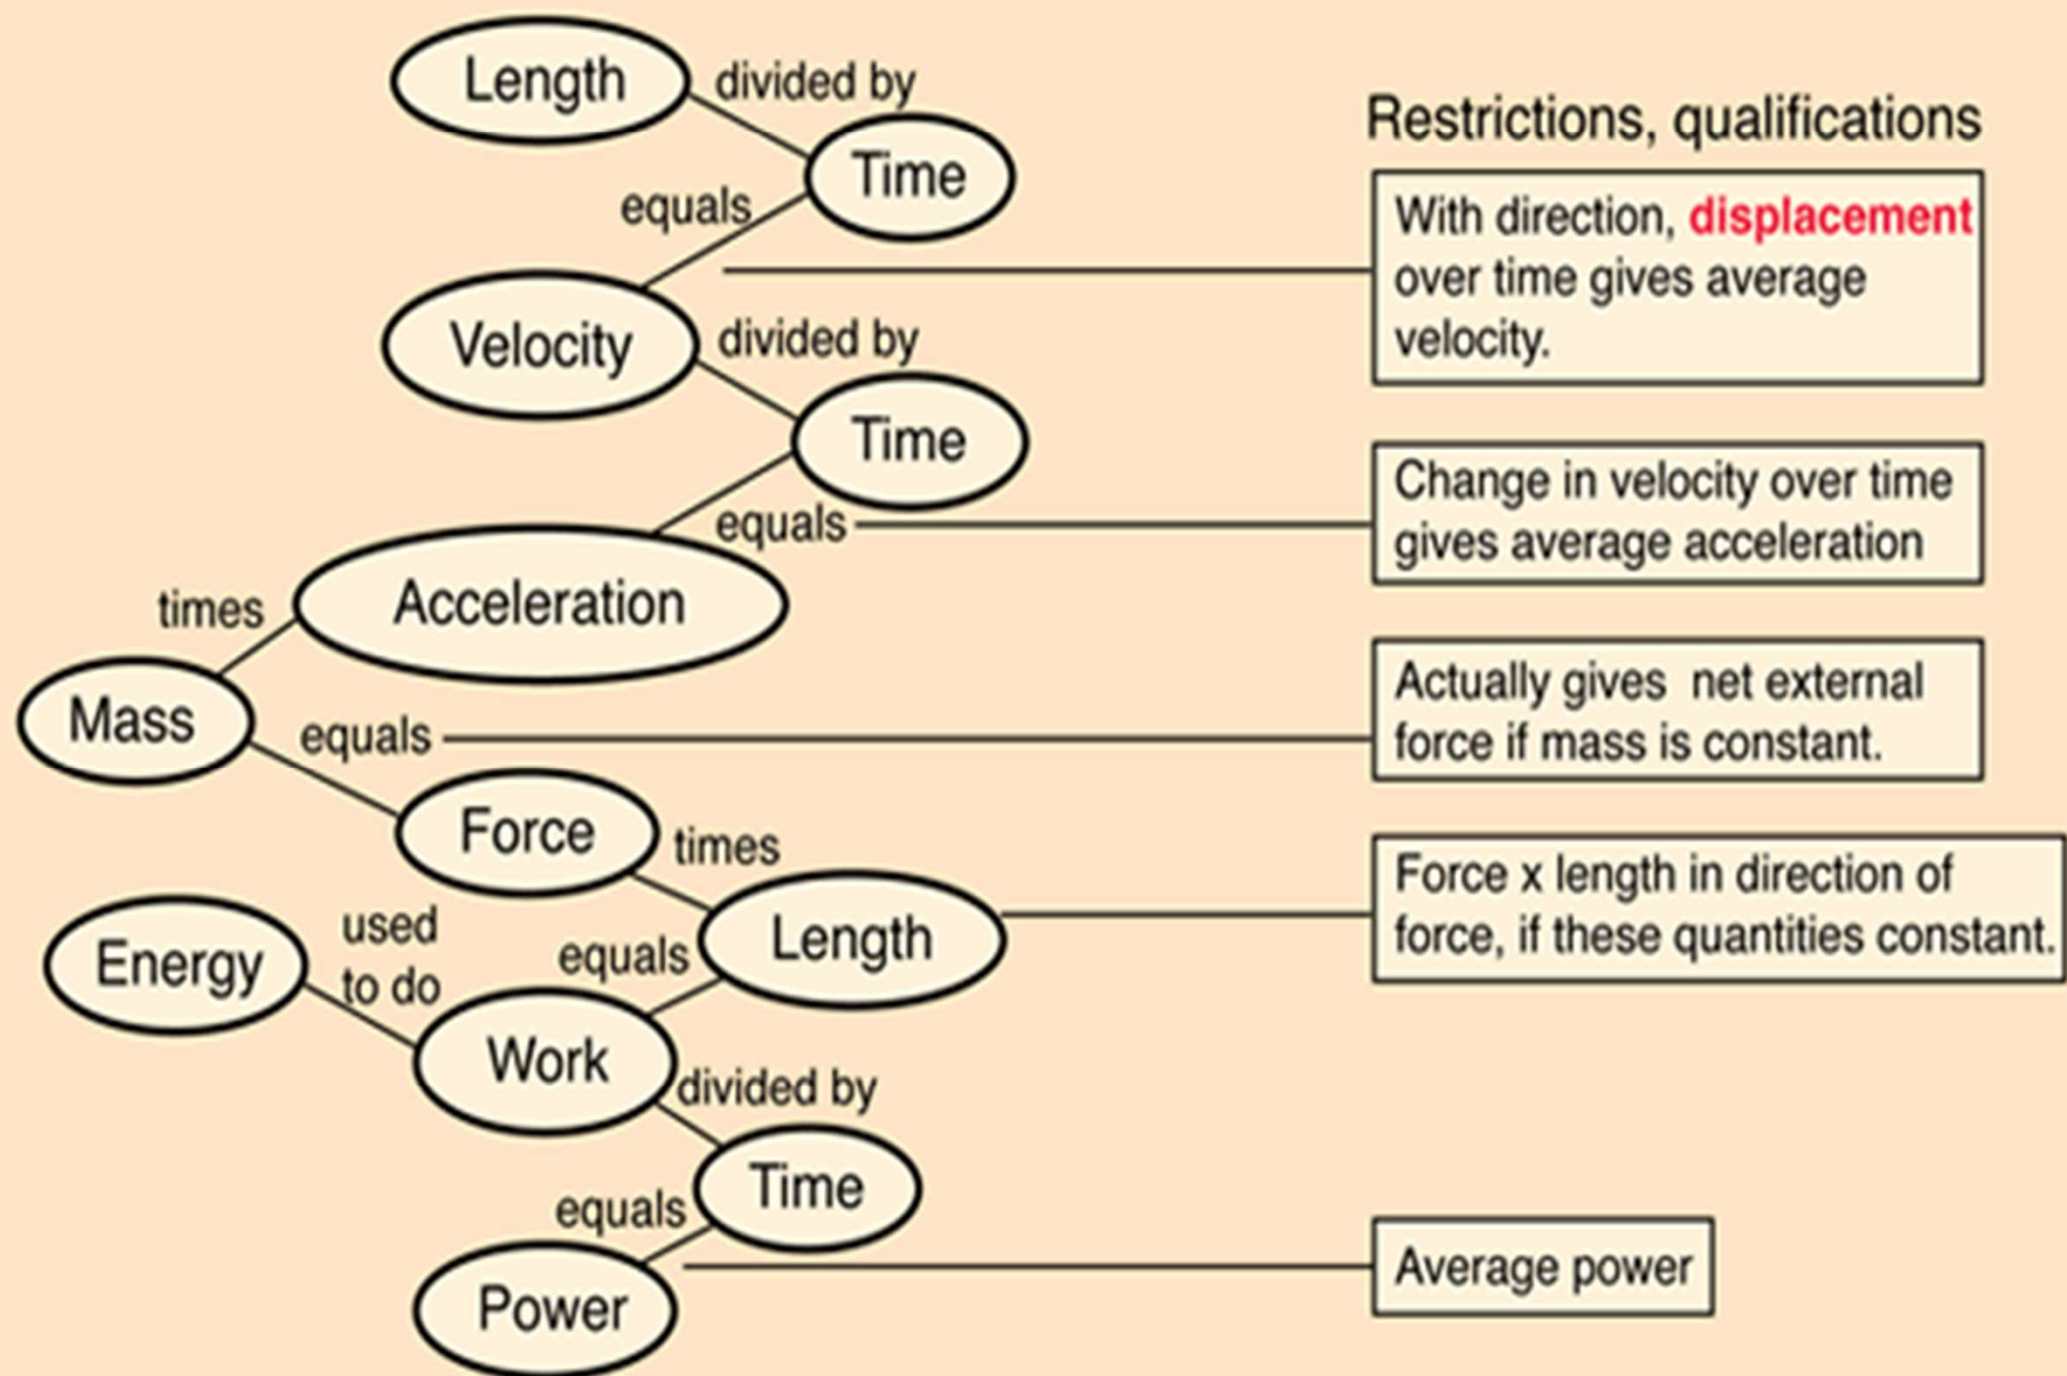 Length
divided by
Time
equals
Velocity
divided by
Time
equals
Acceleration
times
Mass
equals
Force
times
Length
equals
Energy
used
to do
Work
divided by
Time
equals
Power
Restrictions, qualifications
With direction, displacement
over time gives average
velocity.
Change in velocity over time
gives average acceleration
Actually gives net external
force if mass is constant.
Force x length in direction of
force, if these quantities constant.
Average power